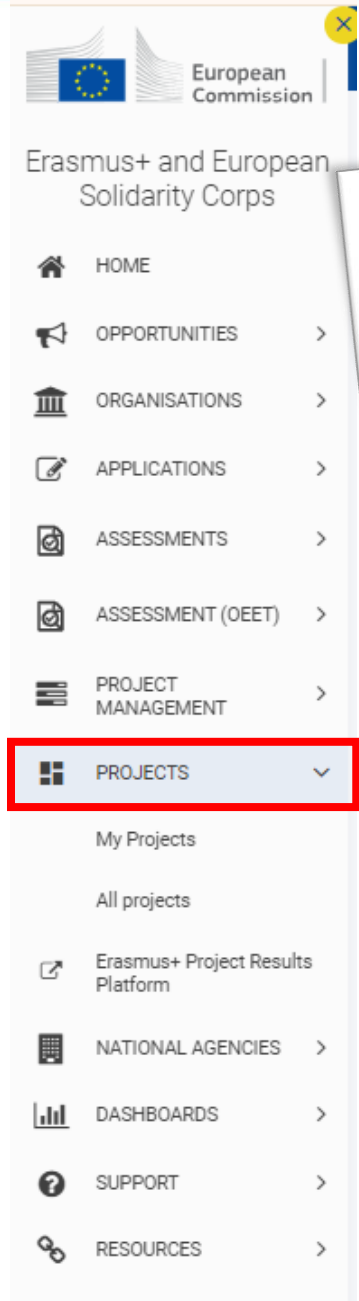 European
Commission
Erasmus+ and European
Solidarity Corps
HOME
OPPORTUNITIES
ORGANISATIONS
APPLICATIONS
ASSESSMENTS
ASSESSMENT (OEET)
PROJECT
MANAGEMENT
PROJECTS
My Projects
All projects
Erasmus+ Project Results
Platform
NATIONAL AGENCIES
DASHBOARDS
SUPPORT
RESOURCES